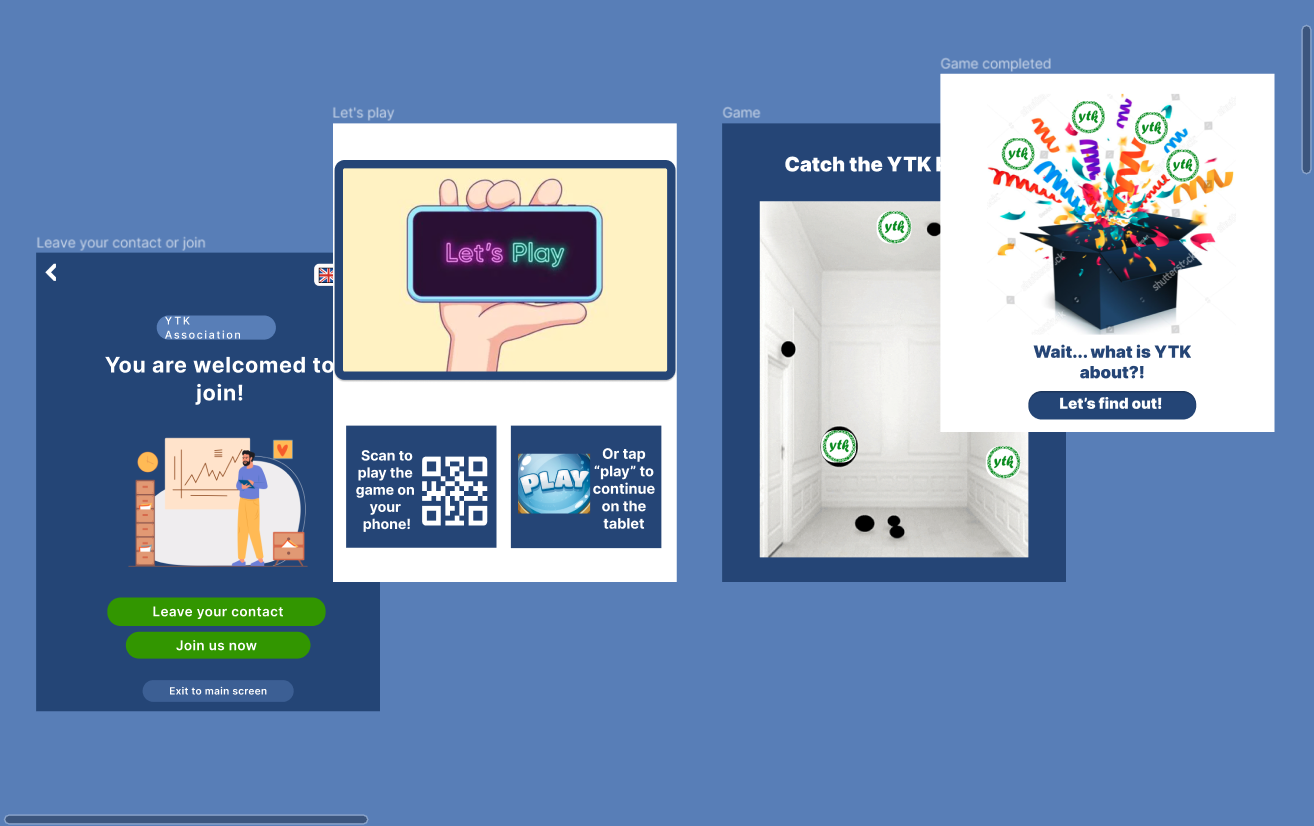 Game completed
Let's play
Game
Catch the YTK
ytk
ytk
ytk
ytk
shutterstock
Wait... what is YTK
about?!
Let's find out!
Let's Play
Scan to
play the
game on
your
phone!
PLAY
Or tap
“play” to
continue
on the
tablet
ytk
ytk
ytk
Leave your contact or join
YTK
Association
You are welcomed to
join!
Leave your contact
Join us now
Exit to main screen